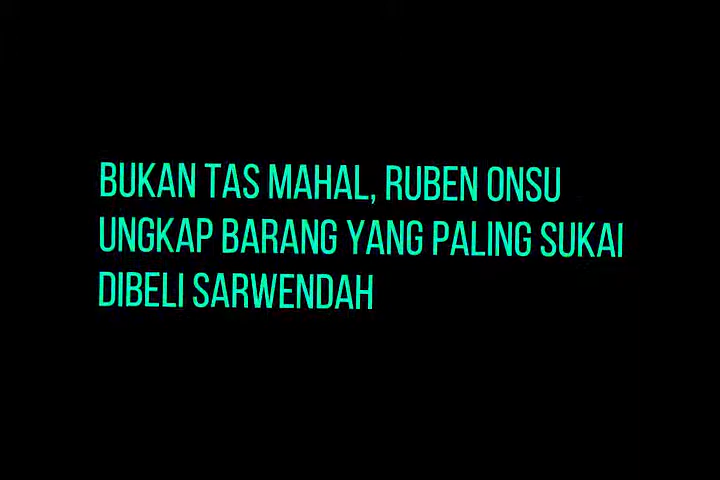 BUKAN TAS MAHAL, RUBEN ONSU
UNGKAP BARANG YANG PALING SUKAI
DIBELI SARWENDAH